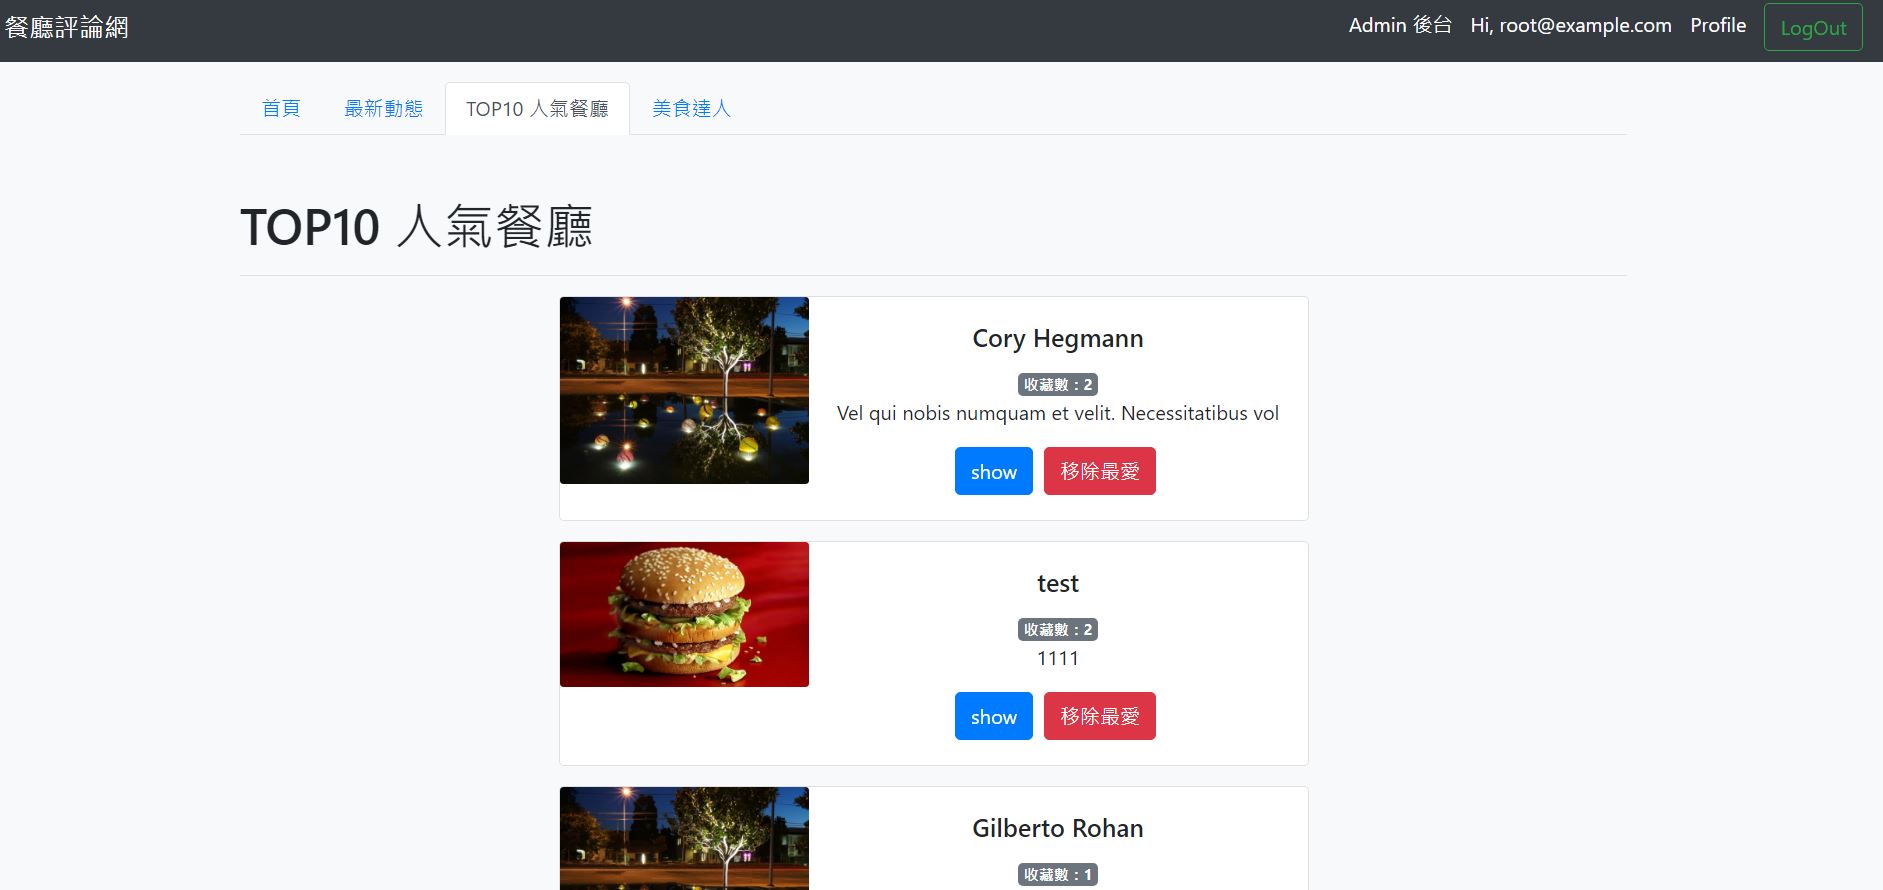 餐廳評論網
Admin 後台 Hi, root@example.com Profile LogOut
首頁 最新動態 TOP10 人氣餐廳 美食達人
TOP10 人氣餐廳
Cory Hegmann
收藏數：2
Vel qui nobis numquam et velit. Necessitatibus vol
show 移除最愛
test
收藏數：2
1111
show 移除最愛
Gilberto Rohan
收藏數：1